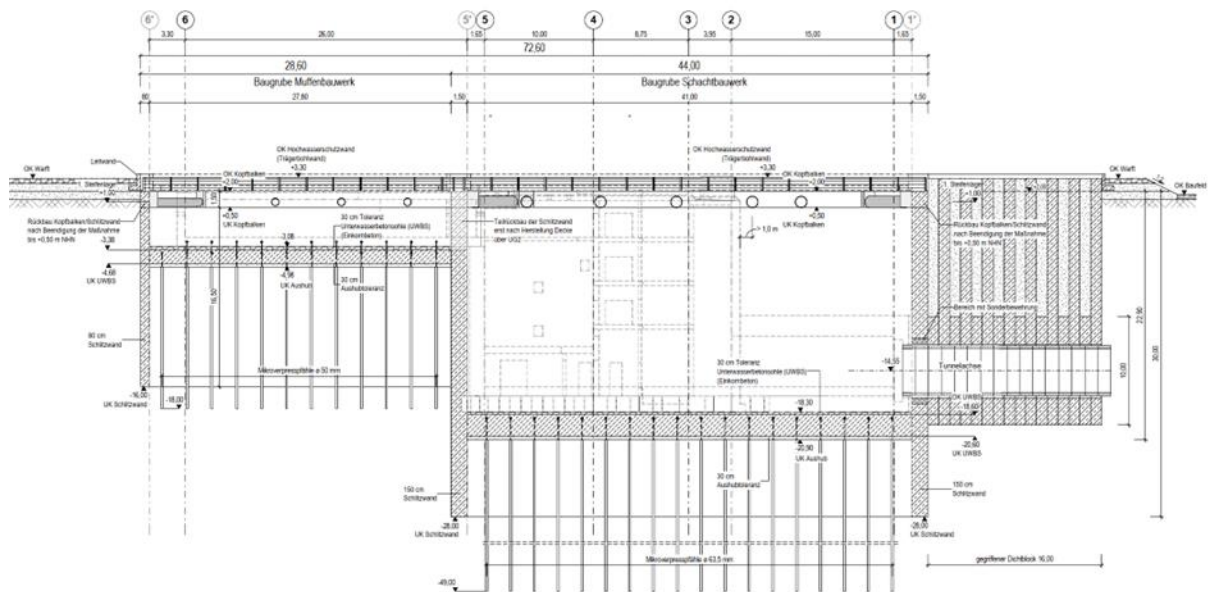 6' 6 5' 5 4 3 2 1 1'
3,30 26,00 1,65 10,00 8,75 3,95 15,00 1,65
72,60
28,60 44,00
Baugrube Muffenbauwerk Baugrube Schachtbauwerk
80 27,80 1,50 41,00 1,50
OK Hochwasserschutzwand
(Trägerbohlwand)
+3,30
OK Hochwasserschutzwand
(Trägerbohlwand)
+3,30
Leitwand
OK Warft
OK Kopfbalken
+2,00
OK Kopfbalken
+2,00
OK Warft
OK Baufeld
1. Steifenlage
+1,00
1,50
1. Steifenlage
+1,00
Rückbau Kopfbalken/Schlitzwand
nach Beendigung der Maßnahme
bis +0,50 m NHN
+0,50
UK Kopfbalken
30 cm Toleranz
Unterwasserbetonsohle (UWBS)
(Einkornbeton)
Teilrückbau der Schlitzwand
erst nach Herstellung Decke
über UG2
> 1,0 m
+0,50
UK Kopfbalken
Rückbau Kopfbalken/Schlitzwand
nach Beendigung der Maßnahme
bis +0,50 m NHN
-3,38
-3,08
-4,68
UK UWBS
-4,98
UK Aushub
30 cm
Aushubtoleranz
16,50
80 cm
Schlitzwand
Bereich mit Sonderbewehrung
22,90
30,00
10,00
Mikroverpresspfähle ø 50 mm
30 cm Toleranz
Unterwasserbetonsohle (UWBS)
(Einkornbeton)
-14,55
Tunnelachse
-16,00
UK Schlitzwand
-18,00
-18,30
OK UWBS
-18,60
-20,60
UK UWBS
-20,90
UK Aushub
30 cm
Aushubtoleranz
150 cm
Schlitzwand
150 cm
Schlitzwand
-28,00
UK Schlitzwand
-28,00
UK Schlitzwand
Mikroverpresspfähle ø 63,5 mm
gegriffener Dichtblock 16,00
-49,00